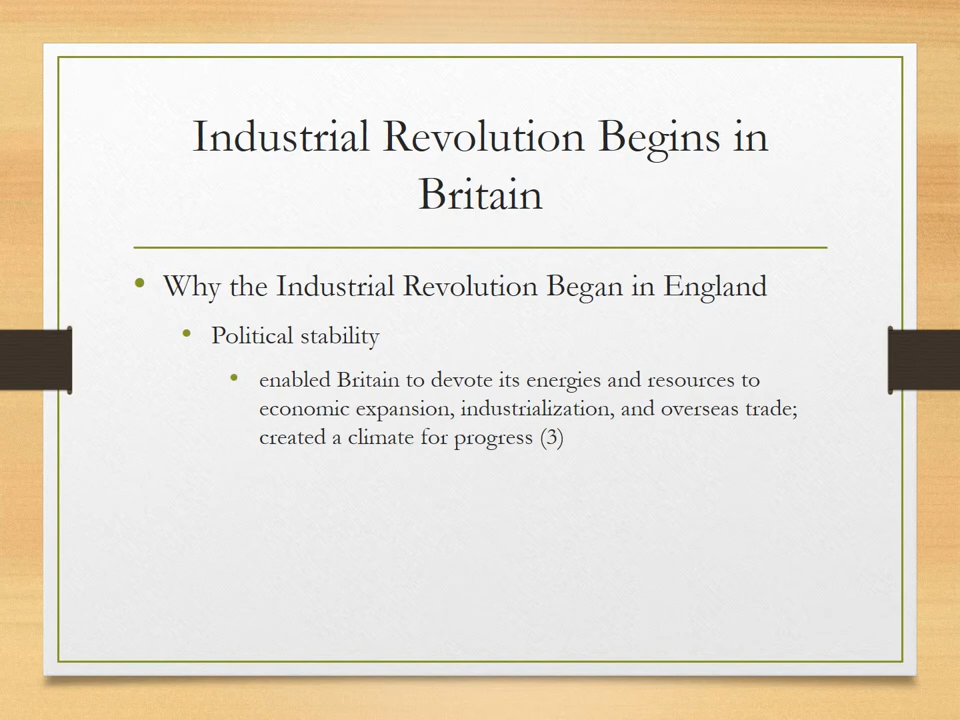 Industrial Revolution Begins in
Britain
• Why the Industrial Revolution Began in England
• Political stability
• enabled Britain to devote its energies and resources to
economic expansion, industrialization, and overseas trade;
created a climate for progress (3)